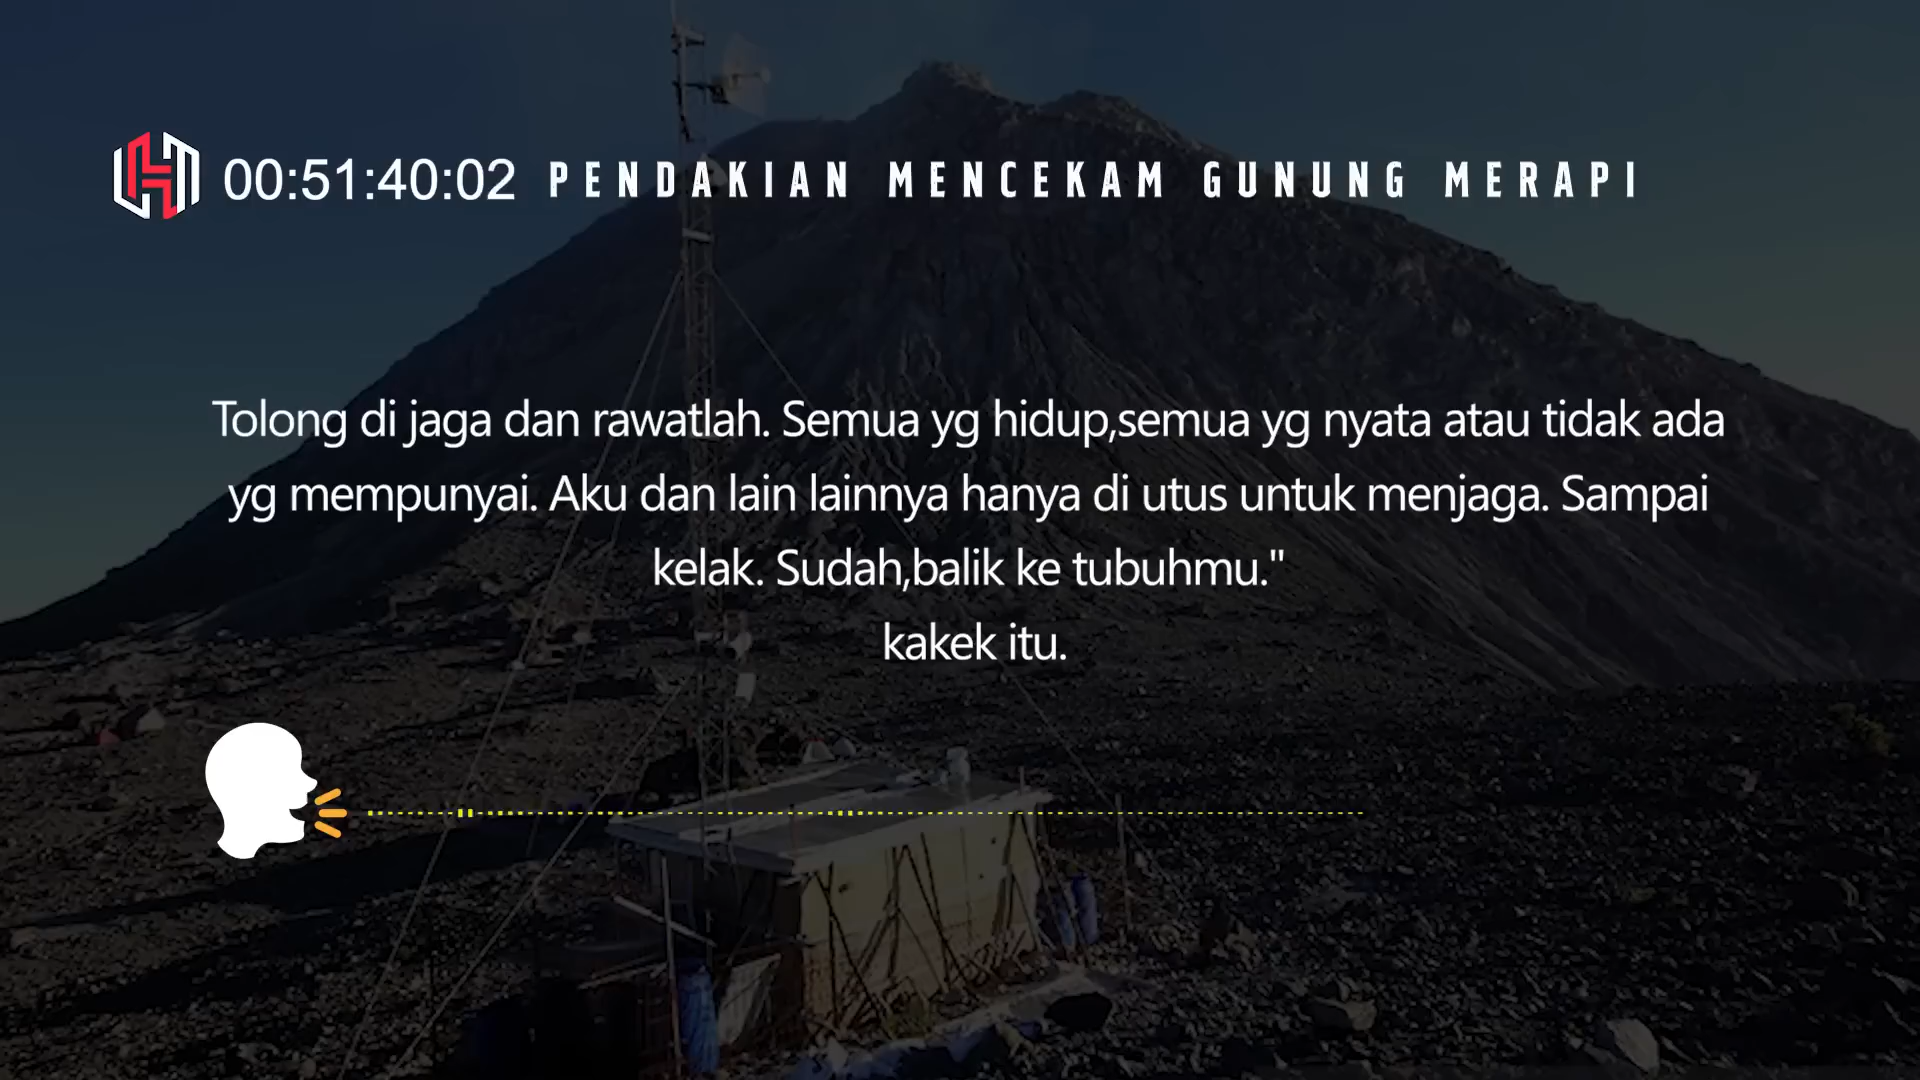 00:51:40:02 PENDAKIAN MENCEKAM GUNUNG MERAPI
Tolong di jaga dan rawatlah. Semua yg hidup,semua yg nyata atau tidak ada
yg mempunyai. Aku dan lain lainnya hanya di utus untuk menjaga. Sampai
kelak. Sudah,balik ke tubuhmu."
kakek itu.